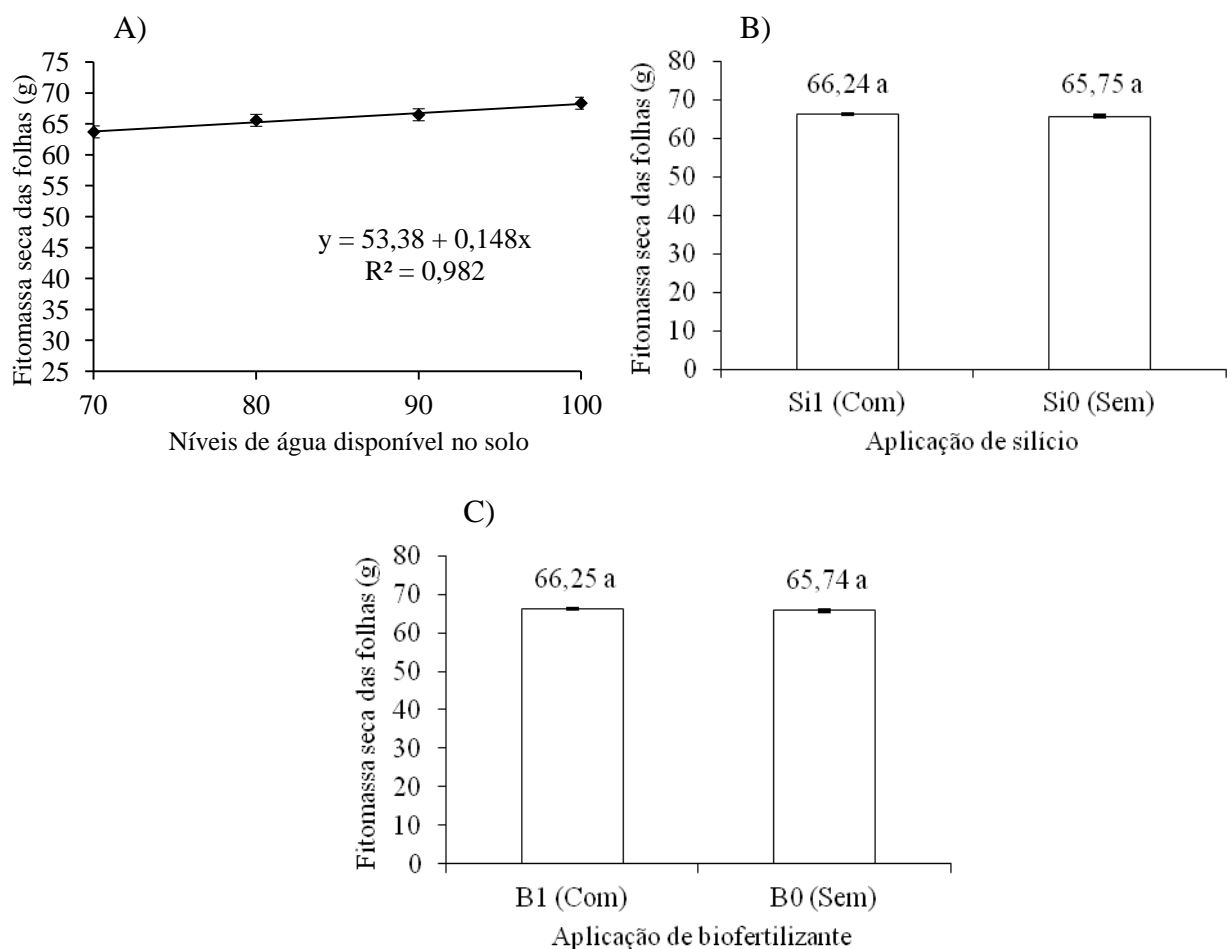 A)
Fitomassa seca das folhas (g)
75
70
65
60
55
50
45
40
35
30
25
y = 53,38 + 0,148x
R² = 0,982
70 80 90 100
Níveis de água disponível no solo
B)
Fitomassa seca das folhas (g)
80
70
60
50
40
30
20
10
0
66,24 a 65,75 a
Si1 (Com) Si0 (Sem)
Aplicação de silício
C)
Fitomassa seca das folhas (g)
80
70
60
50
40
30
20
10
0
66,25 a 65,74 a
B1 (Com) B0 (Sem)
Aplicação de biofertilizante